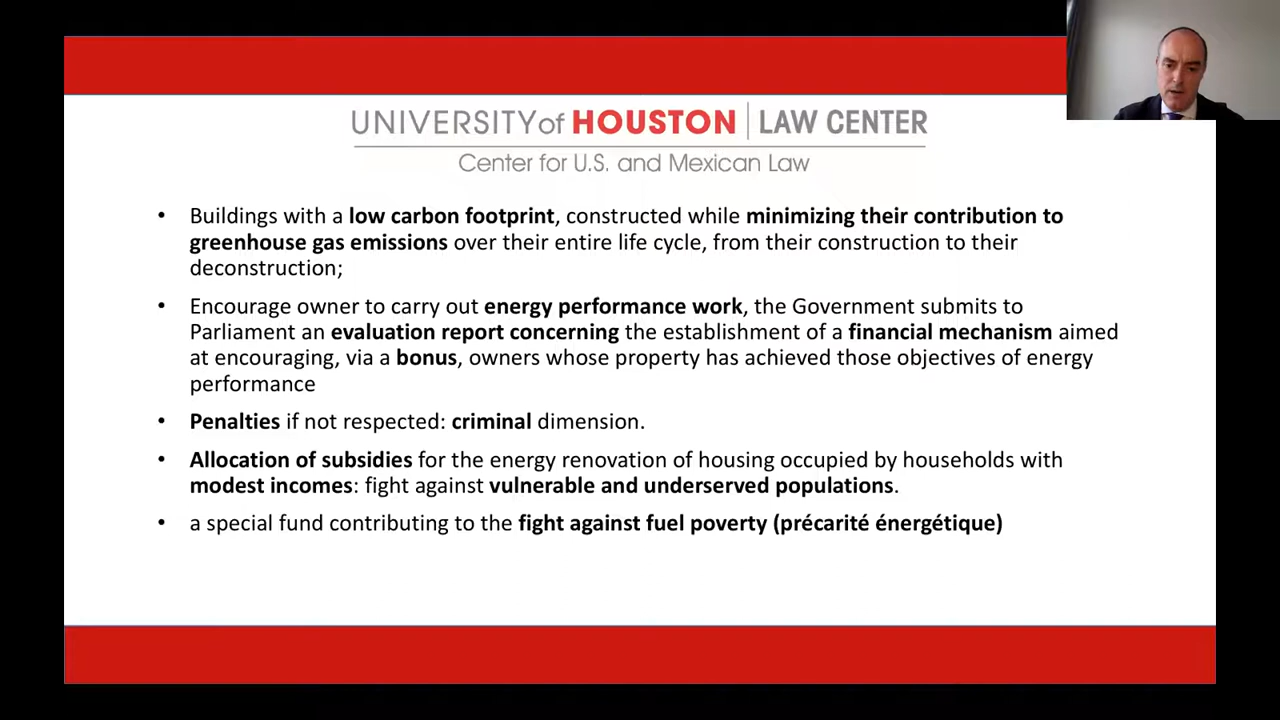 UNIVERSITYof HOUSTON | LAW CENTER
Center for U.S. and Mexican Law
• Buildings with a low carbon footprint, constructed while minimizing their contribution to
greenhouse gas emissions over their entire life cycle, from their construction to their
deconstruction;
• Encourage owner to carry out energy performance work, the Government submits to
Parliament an evaluation report concerning the establishment of a financial mechanism aimed
at encouraging, via a bonus, owners whose property has achieved those objectives of energy
performance
• Penalties if not respected: criminal dimension.
• Allocation of subsidies for the energy renovation of housing occupied by households with
modest incomes: fight against vulnerable and underserved populations.
• a special fund contributing to the fight against fuel poverty (précarité énergétique)